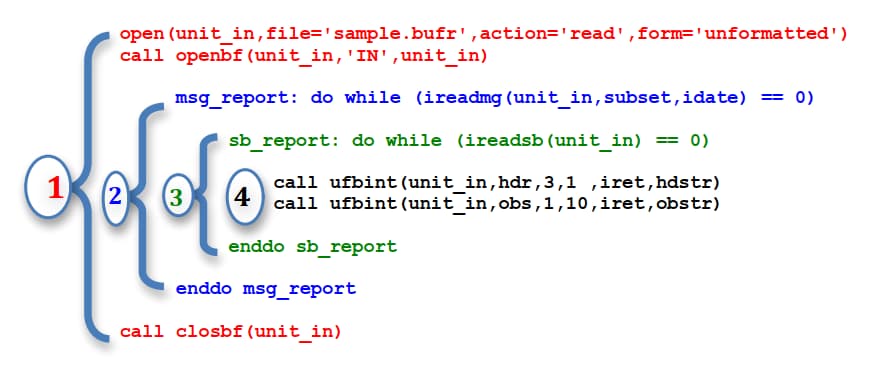 open(unit_in,file='sample.bufr',action='read',form='unformatted')
call openbf(unit_in,'IN',unit_in)
msg_report: do while (ireadmg(unit_in,subset,idate) == 0)
sb_report: do while (ireadsb(unit_in) == 0)
1 2 3 4 call ufbint(unit_in,hdr,3,1 ,iret,hdstr)
call ufbint(unit_in,obs,1,10,iret,obstr)
enddo sb_report
enddo msg_report
call closbf(unit_in)